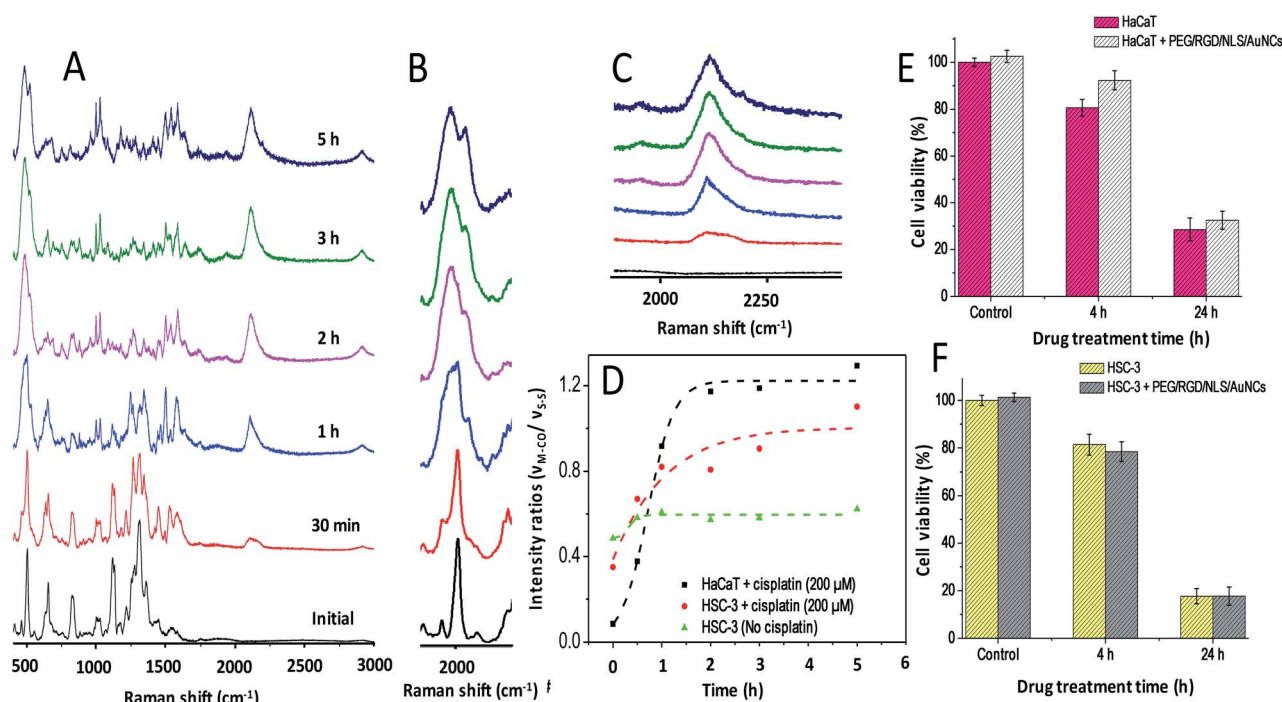 A
5 h
3 h
2 h
1 h
30 min
Initial
500 1000 1500 2000 2500 3000
Raman shift (cm⁻¹)
B
2000
Raman shift (cm⁻¹)
C
2000 2250
Raman shift (cm⁻¹)
D
Intensity ratios (νM-CO/ νS-S)
1.2
0.8
0.4
0.0
HaCaT + cisplatin (200 µM)
HSC-3 + cisplatin (200 µM)
HSC-3 (No cisplatin)
0 1 2 3 4 5 6
Time (h)
E
HaCaT
HaCaT + PEG/RGD/NLS/AuNCs
Cell viability (%)
100
80
60
40
20
0
Control 4 h 24 h
Drug treatment time (h)
F
HSC-3
HSC-3 + PEG/RGD/NLS/AuNCs
Cell viability (%)
100
80
60
40
20
0
Control 4 h 24 h
Drug treatment time (h)